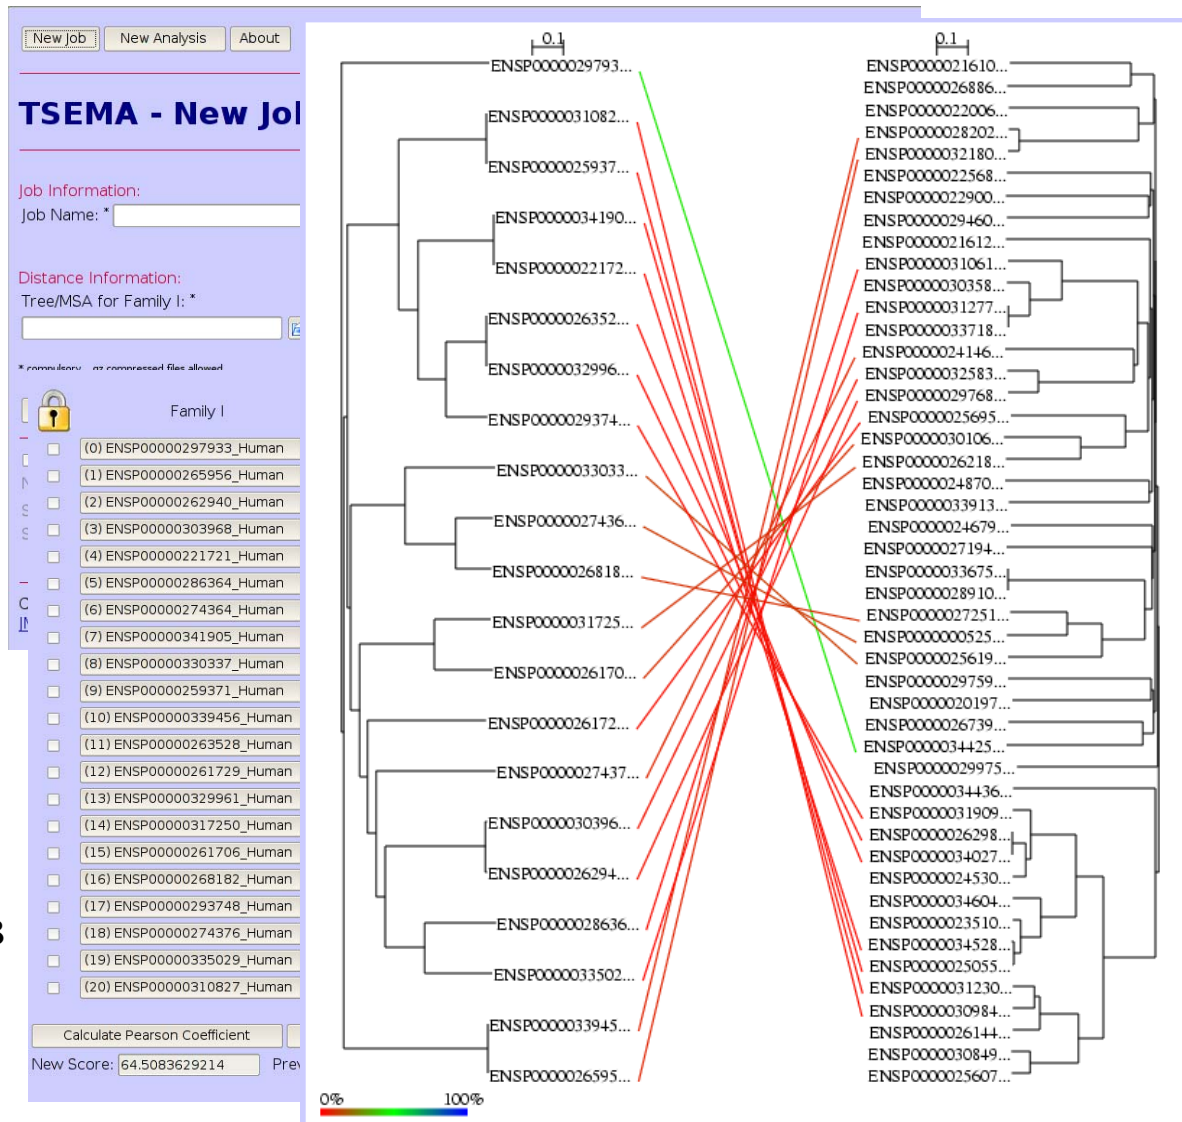 New Job New Analysis About
TSEMA - New Jo
Job Information:
Job Name: *
Distance Information:
Tree/MSA for Family I: *
* compulsory gz compressed files allowed
Family I
(0) ENSP00000297933_Human
(1) ENSP00000265956_Human
(2) ENSP00000262940_Human
(3) ENSP00000303968_Human
(4) ENSP00000221721_Human
(5) ENSP00000286364_Human
(6) ENSP00000274364_Human
(7) ENSP00000341905_Human
(8) ENSP00000330337_Human
(9) ENSP00000259371_Human
(10) ENSP00000339456_Human
(11) ENSP00000263528_Human
(12) ENSP00000261729_Human
(13) ENSP00000329961_Human
(14) ENSP00000317250_Human
(15) ENSP00000261706_Human
(16) ENSP00000268182_Human
(17) ENSP00000293748_Human
(18) ENSP00000274376_Human
(19) ENSP00000335029_Human
(20) ENSP00000310827_Human
Calculate Pearson Coefficient
New Score: 64.5083629214 Prev
0.1
ENSP0000029793...
ENSP0000031082...
ENSP0000025937...
ENSP0000034190...
ENSP0000022172...
ENSP0000026352...
ENSP0000032996...
ENSP0000029374...
ENSP0000033033...
ENSP0000027436...
ENSP0000026818...
ENSP0000031725...
ENSP0000026170...
ENSP0000026172...
ENSP0000027437...
ENSP0000030396...
ENSP0000026294...
ENSP0000028636...
ENSP0000033502...
ENSP0000033945...
ENSP0000026595...
0% 100%
0.1
ENSP0000021610...
ENSP0000026886...
ENSP0000022006...
ENSP0000028202...
ENSP0000032180...
ENSP0000022568...
ENSP0000022900...
ENSP0000029460...
ENSP0000021612...
ENSP0000031061...
ENSP0000030358...
ENSP0000031277...
ENSP0000033718...
ENSP0000024146...
ENSP0000032583...
ENSP0000029768...
ENSP0000025695...
ENSP0000030106...
ENSP0000026218...
ENSP0000024870...
ENSP0000033913...
ENSP0000024679...
ENSP0000027194...
ENSP0000033675...
ENSP0000028910...
ENSP0000027251...
ENSP0000000525...
ENSP0000025619...
ENSP0000029759...
ENSP0000020197...
ENSP0000026739...
ENSP0000034425...
ENSP0000029975...
ENSP0000034436...
ENSP0000031909...
ENSP0000026298...
ENSP0000034027...
ENSP0000024530...
ENSP0000034604...
ENSP0000023510...
ENSP0000034528...
ENSP0000025055...
ENSP0000031230...
ENSP0000030984...
ENSP0000026144...
ENSP0000030849...
ENSP0000025607...